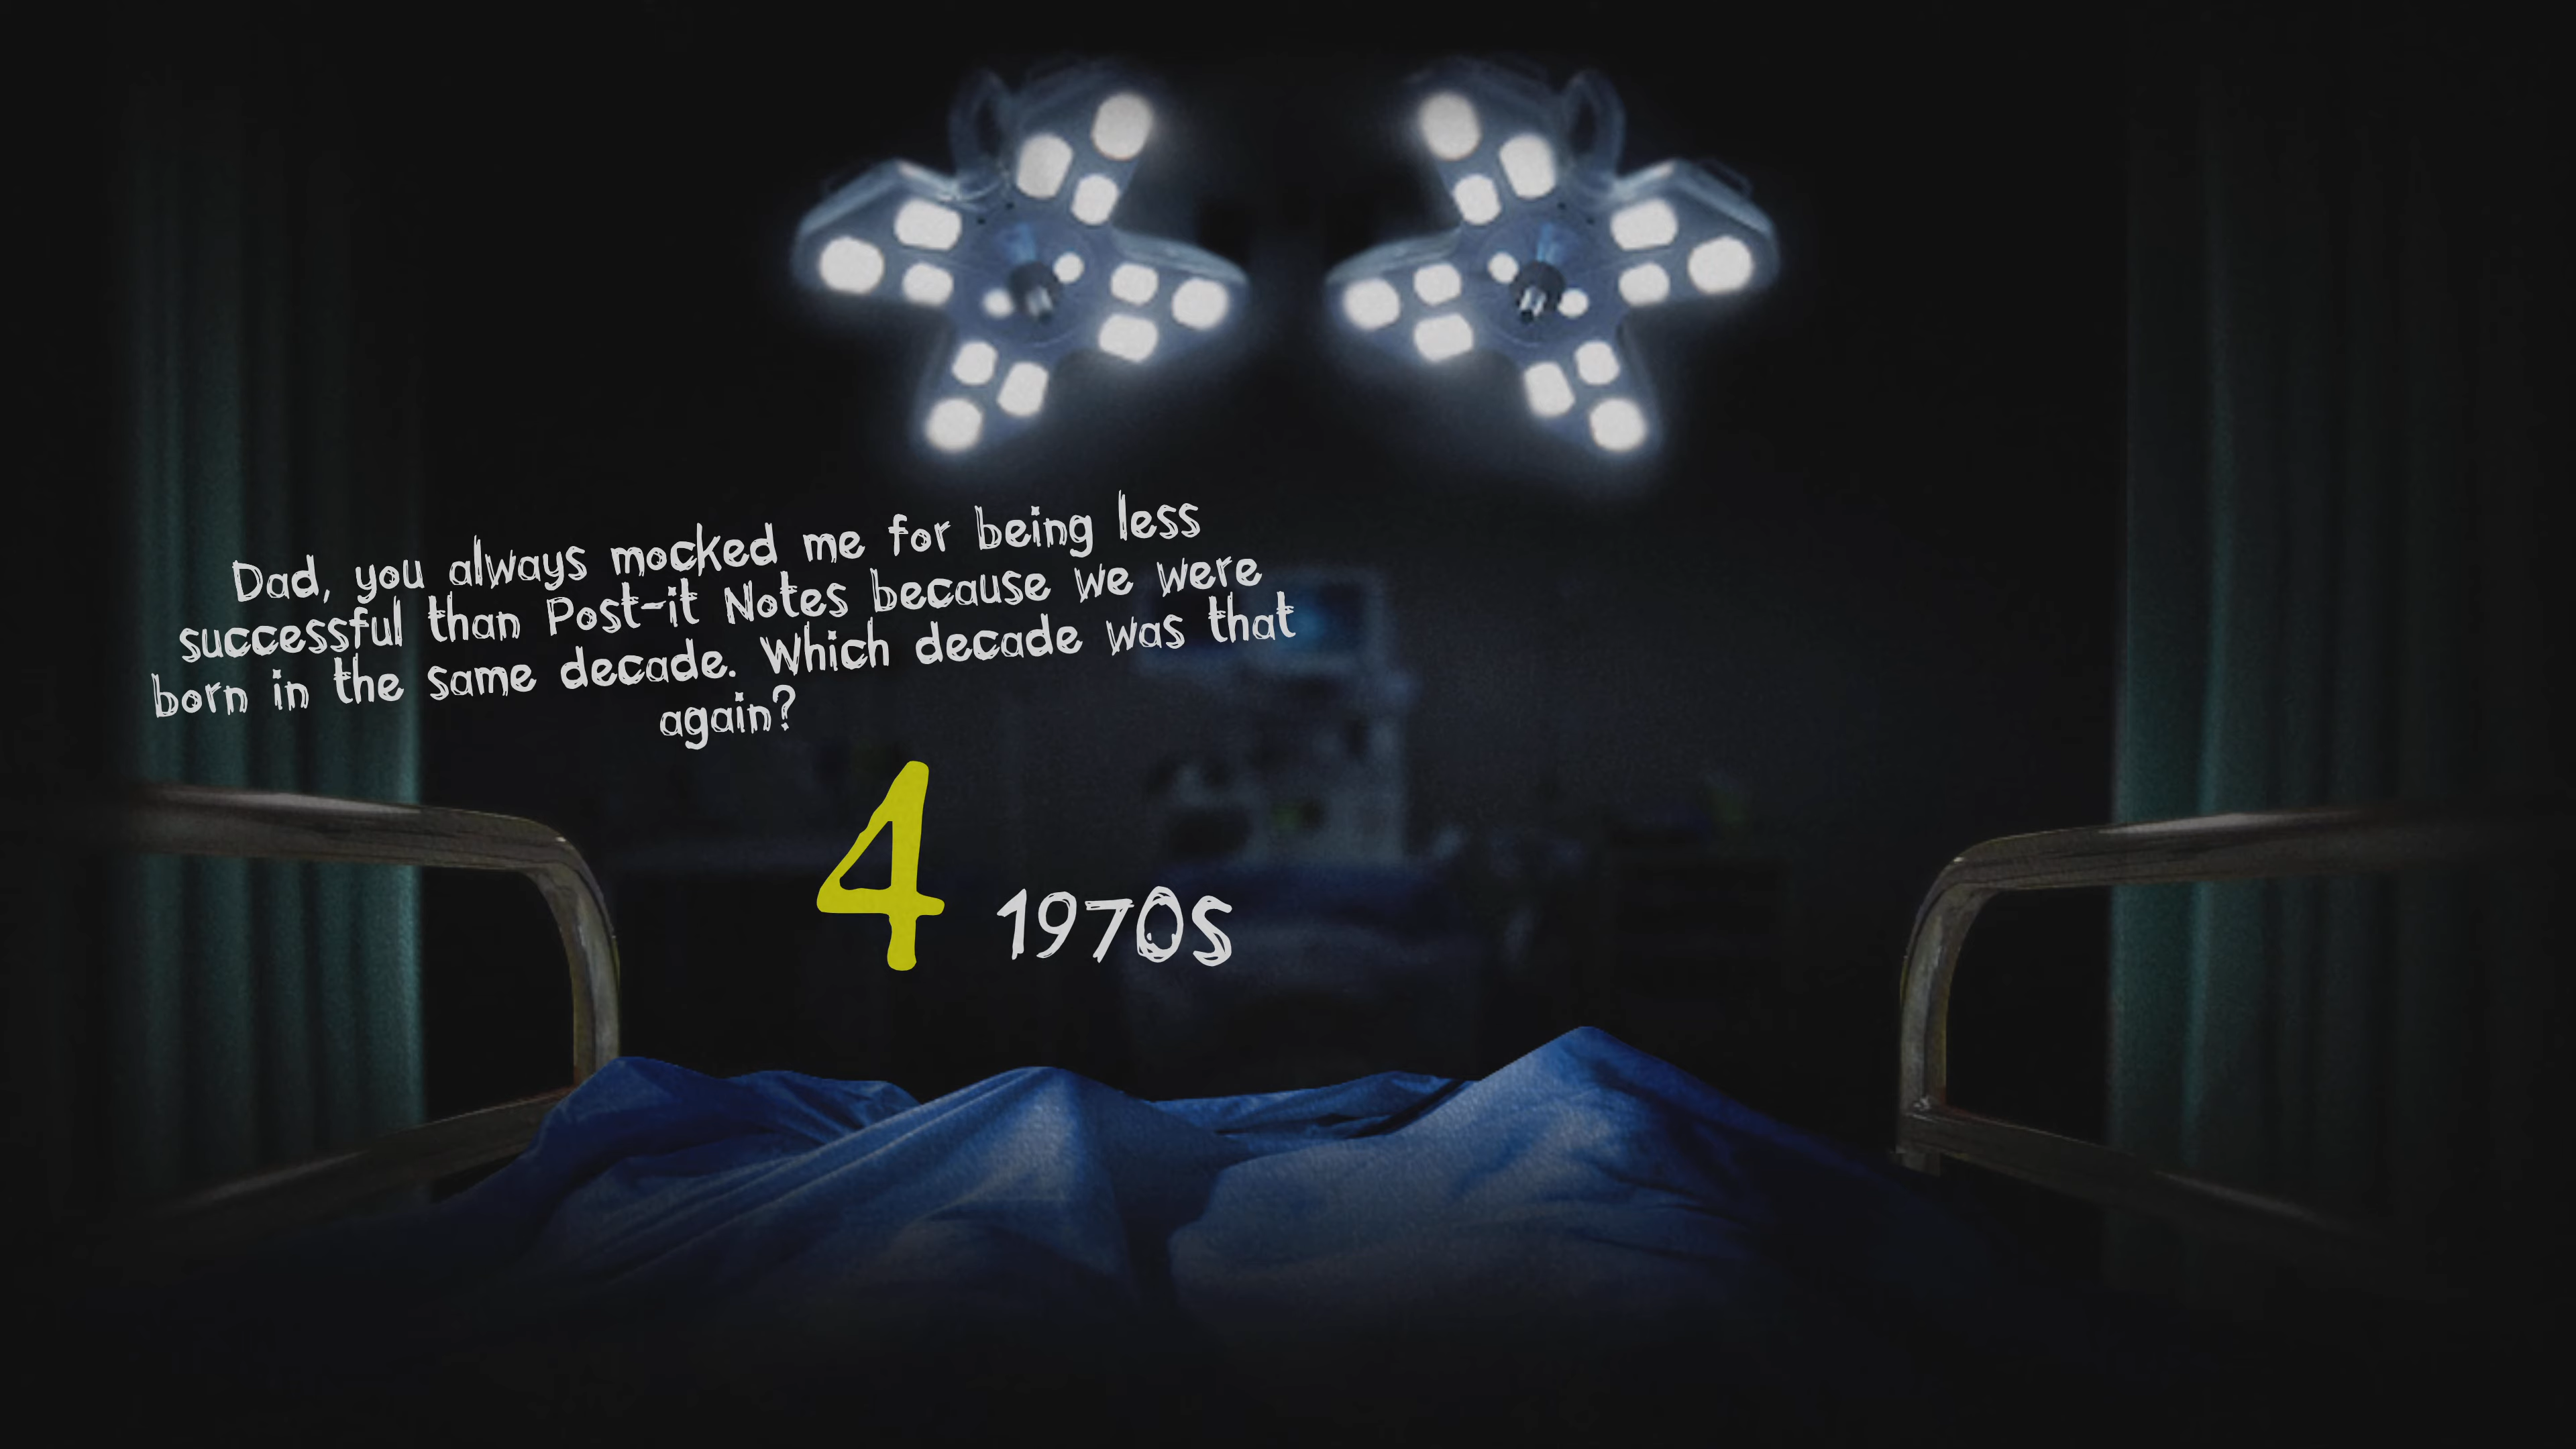 Dad, you always mocked me for being less
successful than Post-it Notes because we were
born in the same decade. Which decade was that
again?
4 1970s